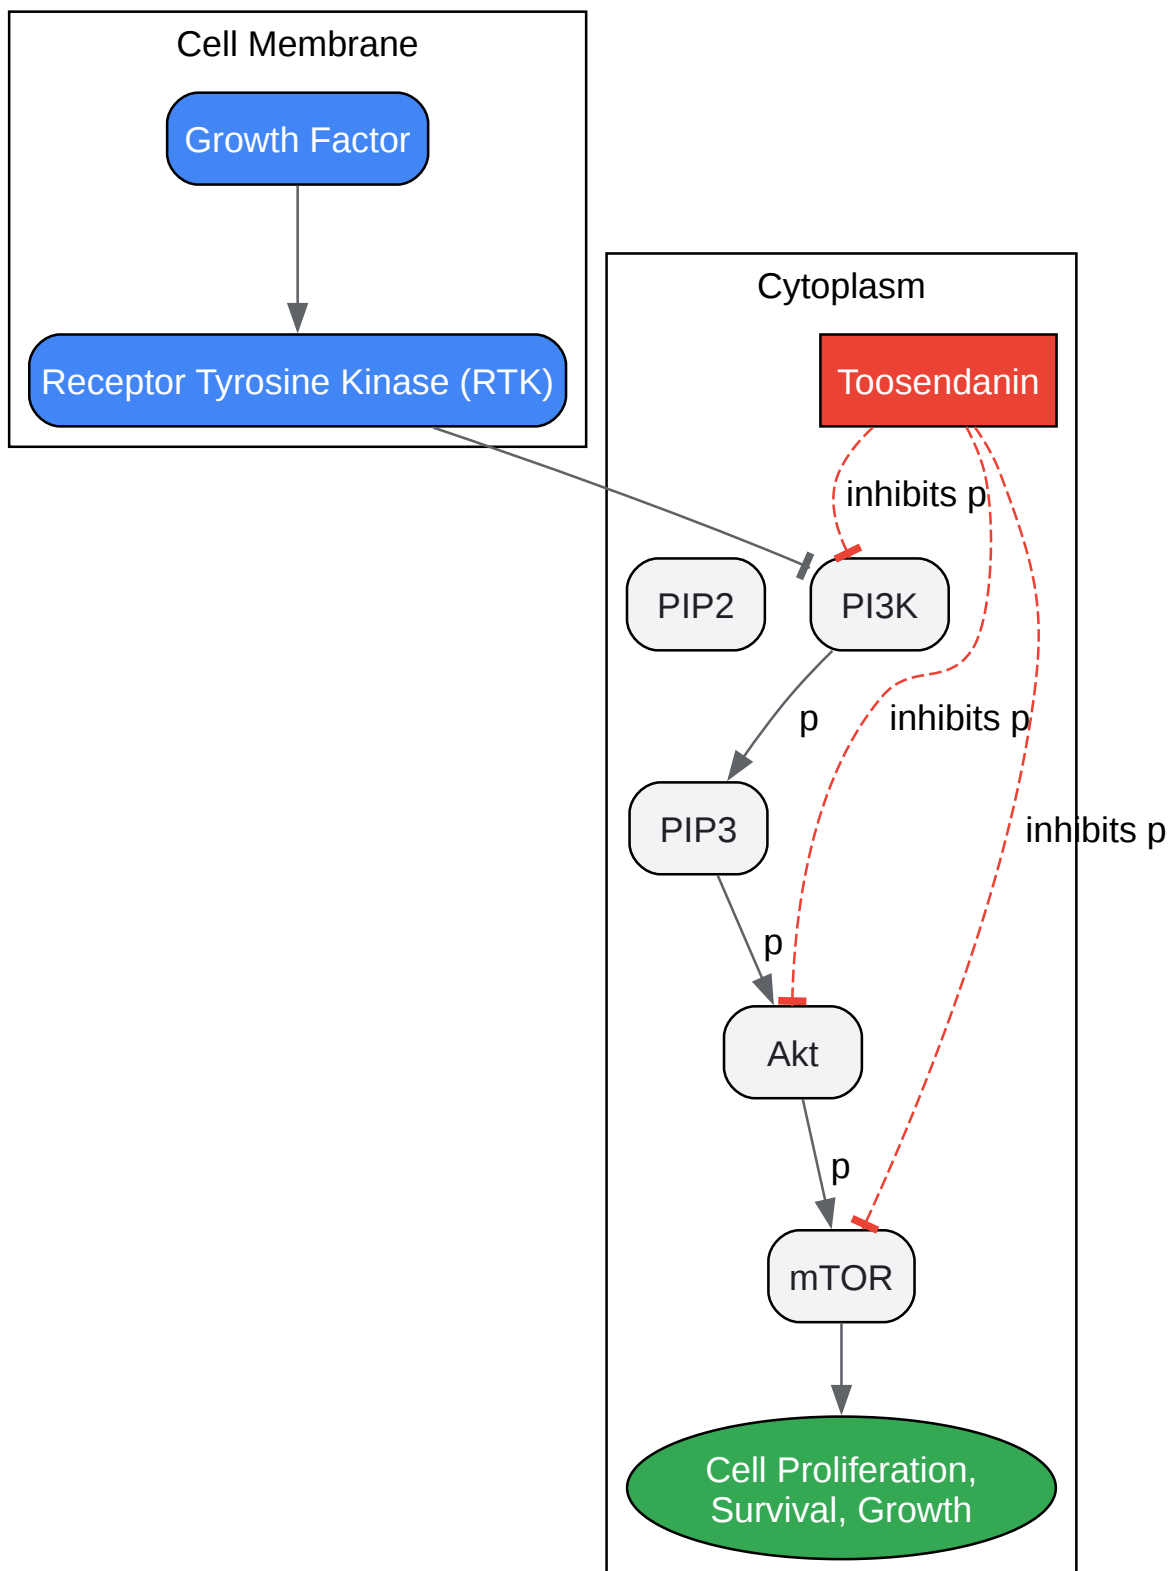 Cell Membrane
Growth Factor
Receptor Tyrosine Kinase (RTK)
Cytoplasm
Toosendanin
inhibits p
PIP2
PI3K
p
inhibits p
PIP3
inhibits p
p
Akt
p
mTOR
Cell Proliferation,
Survival, Growth